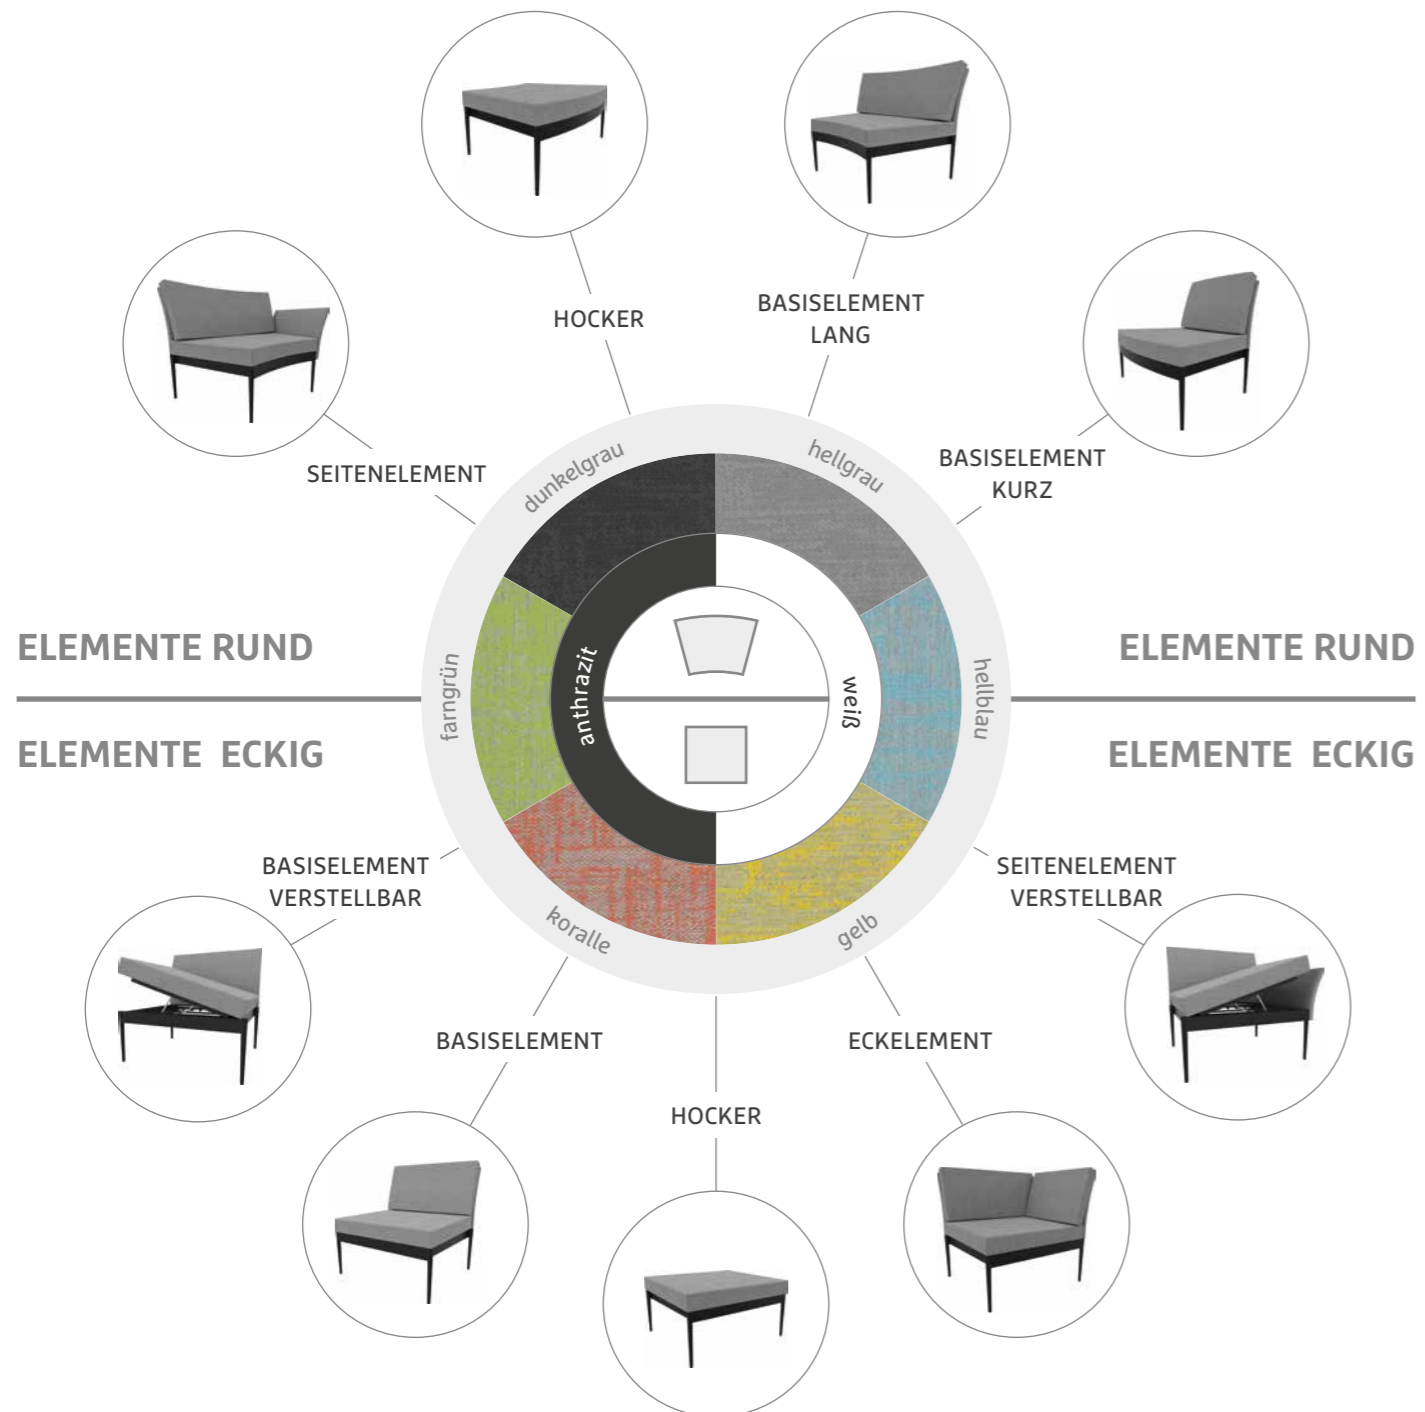 HOCKER
BASISELEMENT
LANG
SEITENELEMENT
BASISELEMENT
KURZ
dunkelgrau
hellgrau
ELEMENTE RUND
ELEMENTE RUND
farngrün
anthrazit
weiß
hellblau
ELEMENTE ECKIG
ELEMENTE ECKIG
BASISELEMENT
VERSTELLBAR
SEITENELEMENT
VERSTELLBAR
koralle
gelb
BASISELEMENT
ECKELEMENT
HOCKER